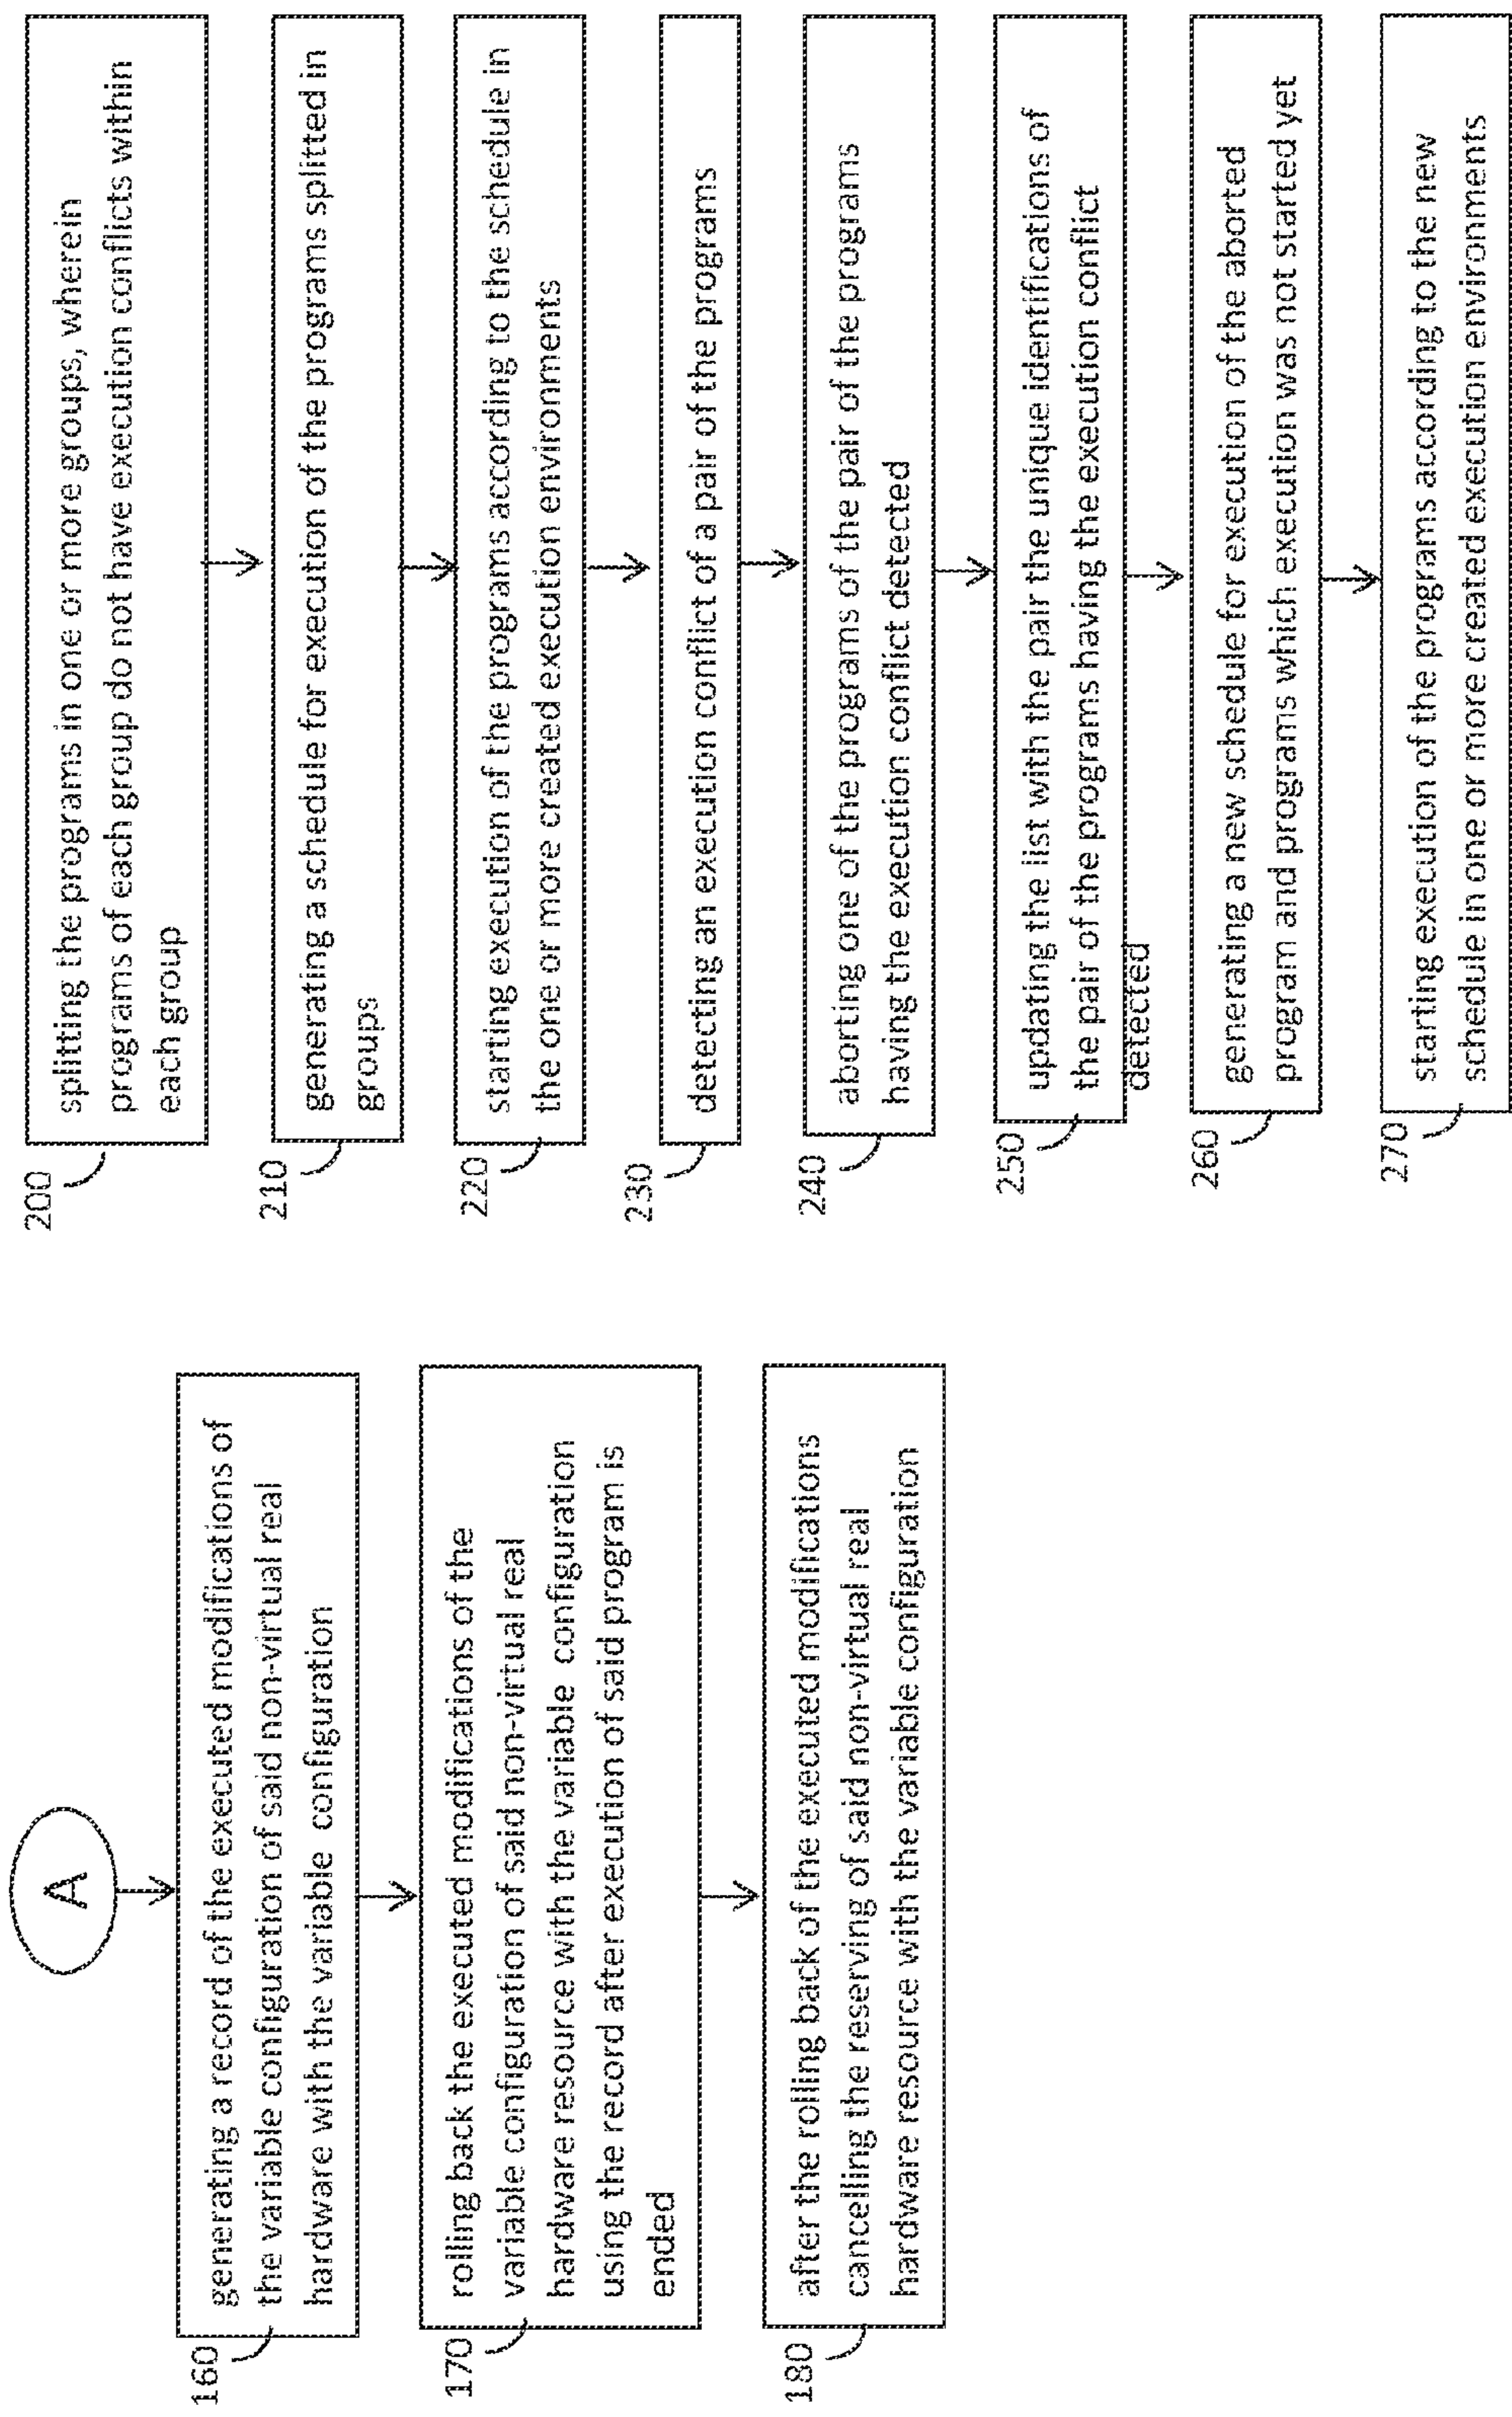 A
160
generating a record of the executed modifications of
the variable configuration of said non-virtual real
hardware with the variable configuration
170
rolling back the executed modifications of the
variable configuration of said non-virtual real
hardware resource with the variable configuration
using the record after execution of said program is
ended
180
after the rolling back of the executed modifications
cancelling the reserving of said non-virtual real
hardware resource with the variable configuration
200
splitting the programs in one or more groups, wherein
programs of each group do not have execution conflicts within
each group
210
generating a schedule for execution of the programs splitted in
groups
220
starting execution of the programs according to the schedule in
the one or more created execution environments
230
detecting an execution conflict of a pair of the programs
240
aborting one of the programs of the pair of the programs
having the execution conflict detected
250
updating the list with the pair the unique identifications of
the pair of the programs having the execution conflict
detected
260
generating a new schedule for execution of the aborted
program and programs which execution was not started yet
270
starting execution of the programs according to the new
schedule in one or more created execution environments